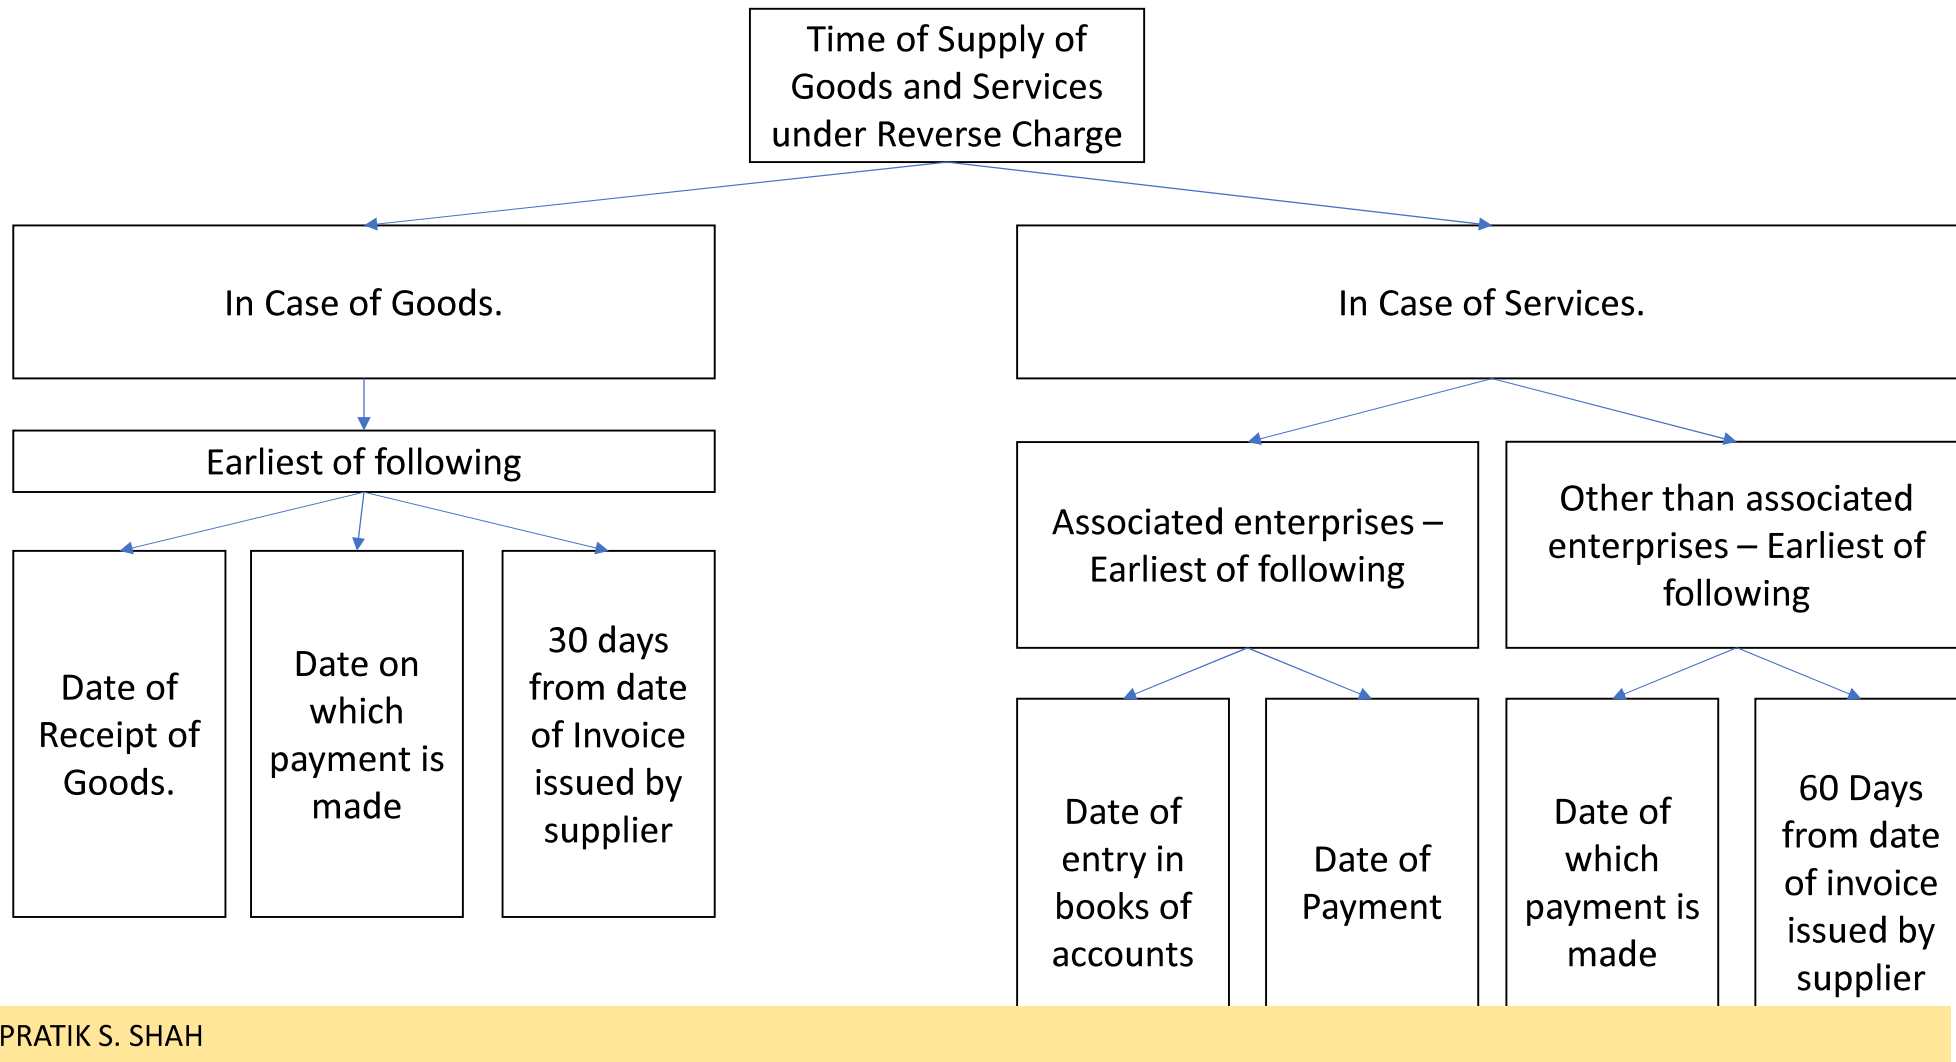 Time of Supply of
Goods and Services
under Reverse Charge
In Case of Goods.
In Case of Services.
Earliest of following
Associated enterprises –
Earliest of following
Other than associated
enterprises – Earliest of
following
Date of
Receipt of
Goods.
Date on
which
payment is
made
30 days
from date
of Invoice
issued by
supplier
Date of
entry in
books of
accounts
Date of
Payment
Date of
which
payment is
made
60 Days
from date
of invoice
issued by
supplier
PRATIK S. SHAH